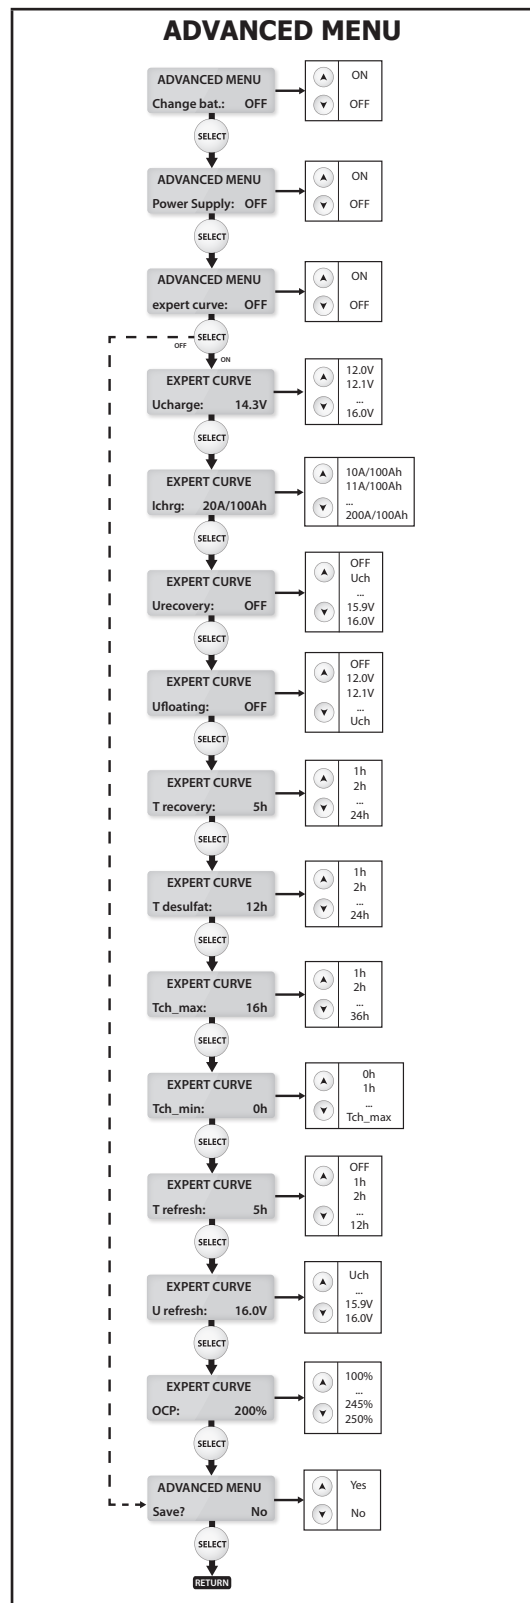 ADVANCED MENU
ADVANCED MENU
Change bat.: OFF
ON
OFF
SELECT
ADVANCED MENU
Power Supply: OFF
ON
OFF
SELECT
ADVANCED MENU
expert curve: OFF
ON
OFF
SELECT
OFF
ON
EXPERT CURVE
Ucharge: 14.3V
12.0V
12.1V
...
16.0V
SELECT
EXPERT CURVE
Ichrg: 20A/100Ah
10A/100Ah
11A/100Ah
...
200A/100Ah
SELECT
EXPERT CURVE
Urecovery: OFF
OFF
Uch
...
15.9V
16.0V
SELECT
EXPERT CURVE
Ufloating: OFF
OFF
12.0V
12.1V
...
Uch
SELECT
EXPERT CURVE
T recovery: 5h
1h
2h
...
24h
SELECT
EXPERT CURVE
T desulfat: 12h
1h
2h
...
24h
SELECT
EXPERT CURVE
Tch_max: 16h
1h
2h
...
36h
SELECT
EXPERT CURVE
Tch_min: 0h
0h
1h
...
Tch_max
SELECT
EXPERT CURVE
T refresh: 5h
OFF
1h
2h
...
12h
SELECT
EXPERT CURVE
U refresh: 16.0V
Uch
...
15.9V
16.0V
SELECT
EXPERT CURVE
OCP: 200%
100%
...
245%
250%
SELECT
ADVANCED MENU
Save? No
Yes
No
SELECT
RETURN